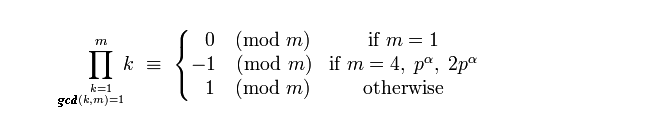 m
∏ k ≡ { 0 (mod m) if m = 1
k=1
gcd(k,m)=1
−1 (mod m) if m = 4, p^α, 2p^α
1 (mod m) otherwise